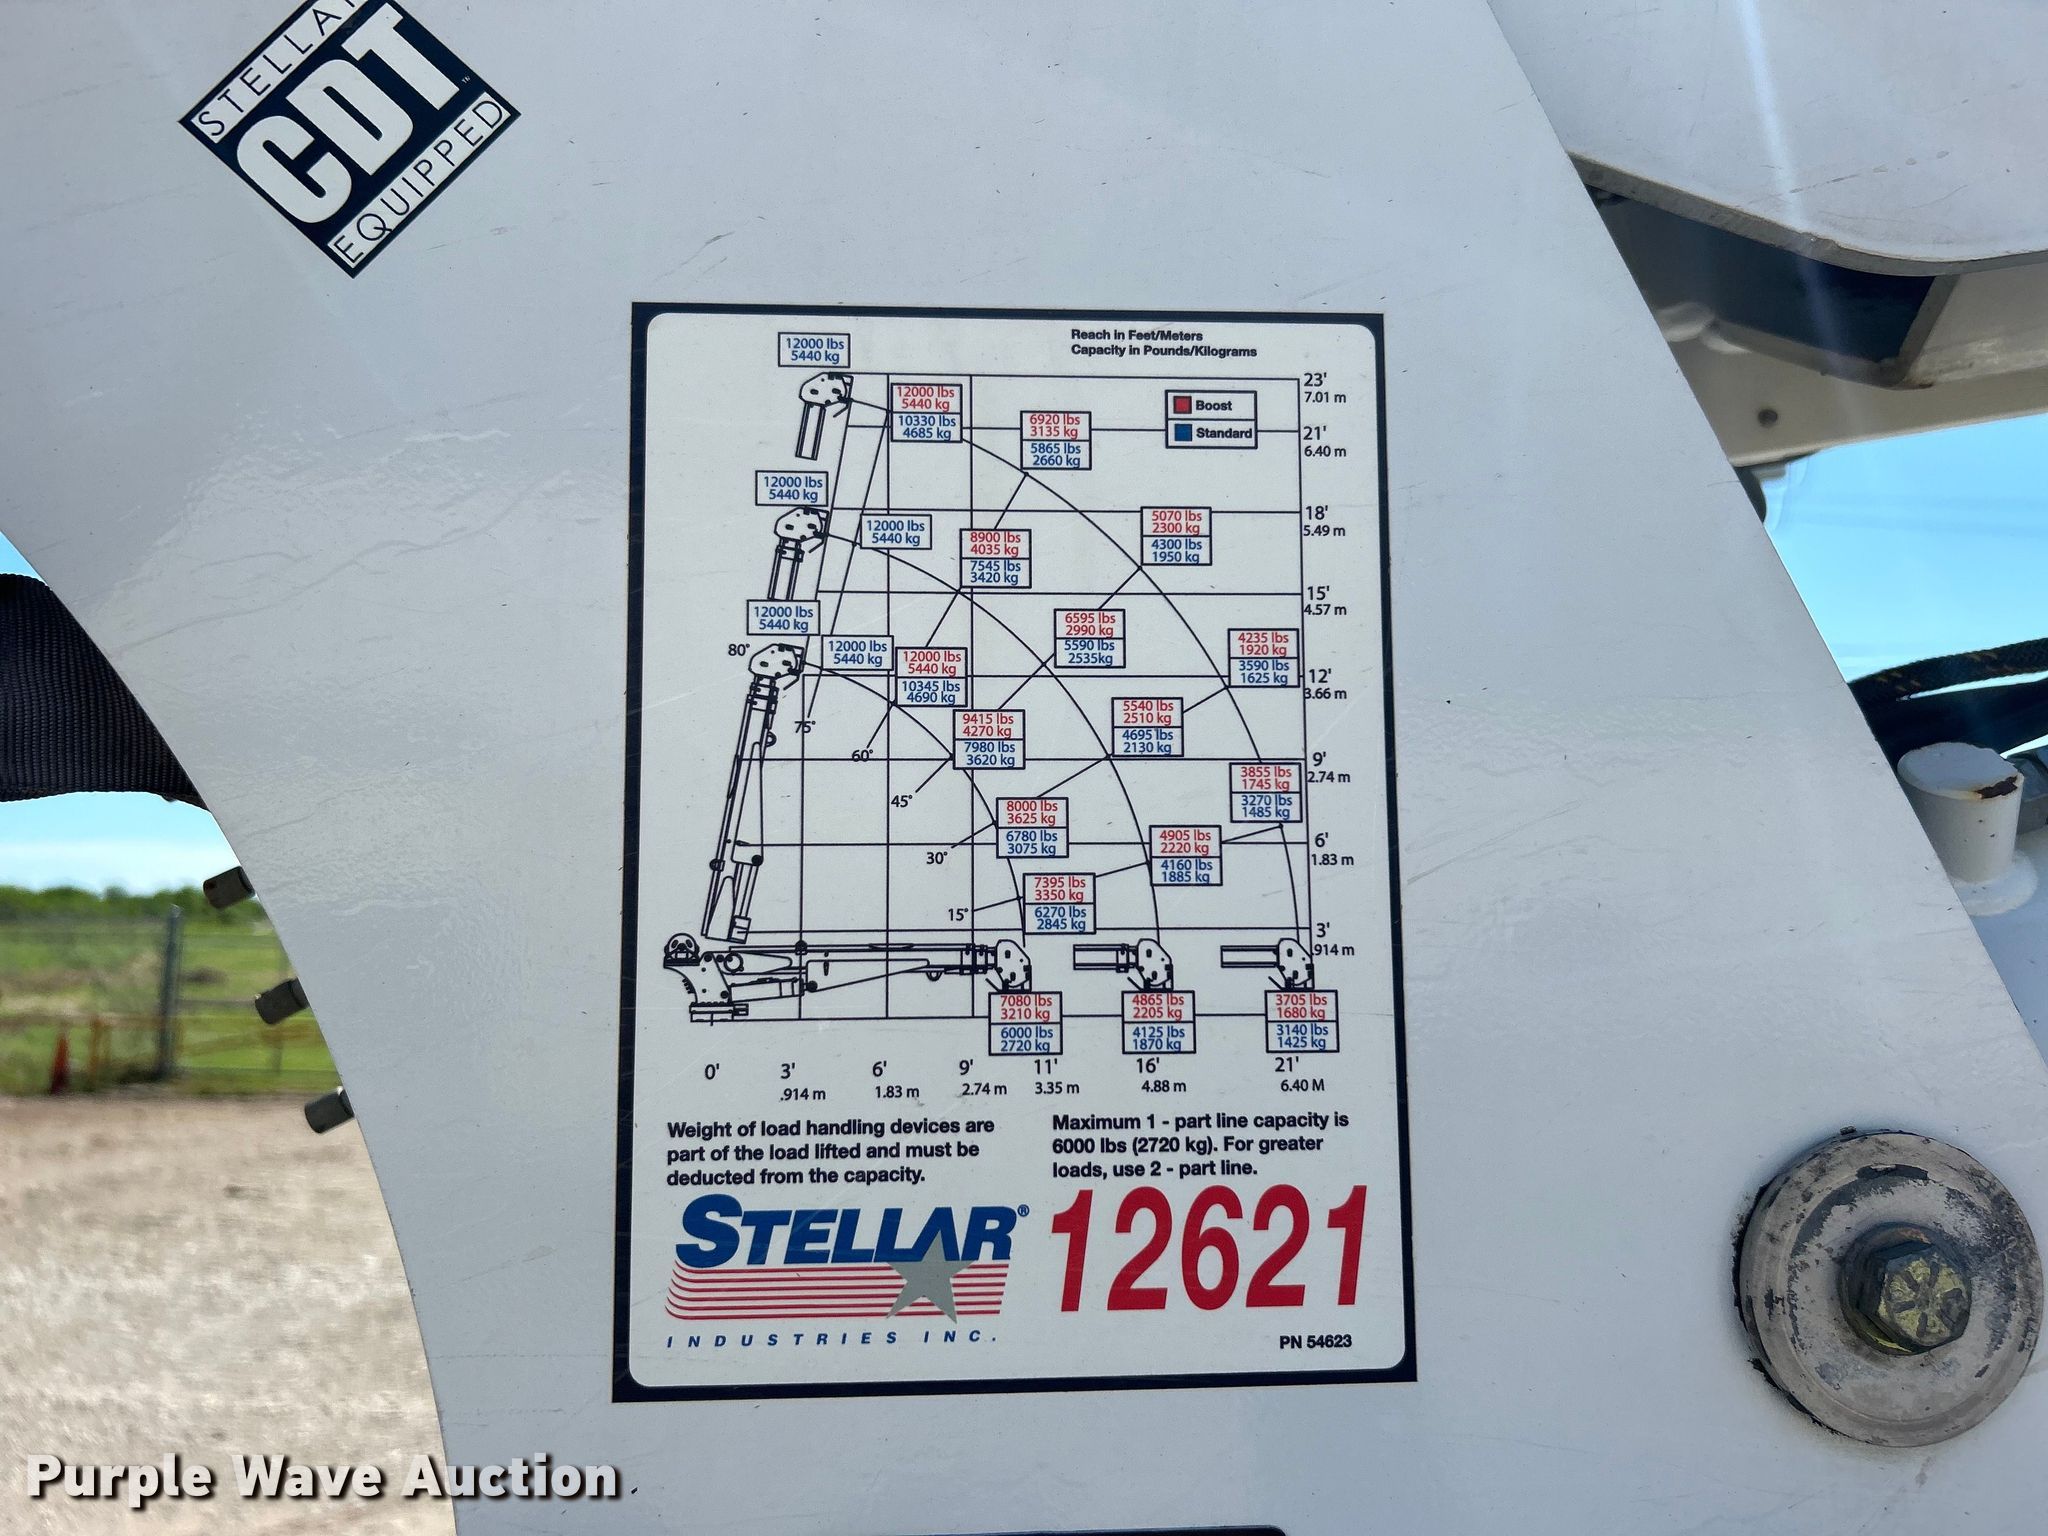 STELLAR
CDT™
EQUIPPED
Reach in Feet/Meters
Capacity in Pounds/Kilograms
12000 lbs
5440 kg
23'
7.01 m
12000 lbs
5440 kg
10330 lbs
4685 kg
6920 lbs
3135 kg
5865 lbs
2660 kg
Boost
Standard
21'
6.40 m
12000 lbs
5440 kg
12000 lbs
5440 kg
8900 lbs
4035 kg
7545 lbs
3420 kg
5070 lbs
2300 kg
4300 lbs
1950 kg
18'
5.49 m
12000 lbs
5440 kg
15'
4.57 m
6595 lbs
2990 kg
5590 lbs
2535kg
4235 lbs
1920 kg
3590 lbs
1625 kg
80°
12000 lbs
5440 kg
12000 lbs
5440 kg
10345 lbs
4690 kg
12'
3.66 m
75°
60°
9415 lbs
4270 kg
7980 lbs
3620 kg
5540 lbs
2510 kg
4695 lbs
2130 kg
9'
2.74 m
45°
8000 lbs
3625 kg
6780 lbs
3075 kg
3855 lbs
1745 kg
3270 lbs
1485 kg
30°
4905 lbs
2220 kg
4160 lbs
1885 kg
6'
1.83 m
15°
7395 lbs
3350 kg
6270 lbs
2845 kg
3'
.914 m
7080 lbs
3210 kg
6000 lbs
2720 kg
4865 lbs
2205 kg
4125 lbs
1870 kg
3705 lbs
1680 kg
3140 lbs
1425 kg
0' 3' 6' 9' 11' 16' 21'
.914 m 1.83 m 2.74 m 3.35 m 4.88 m 6.40 M
Weight of load handling devices are
part of the load lifted and must be
deducted from the capacity.
Maximum 1 - part line capacity is
6000 lbs (2720 kg). For greater
loads, use 2 - part line.
STELLAR®
INDUSTRIES INC.
12621
PN 54623
Purple Wave Auction